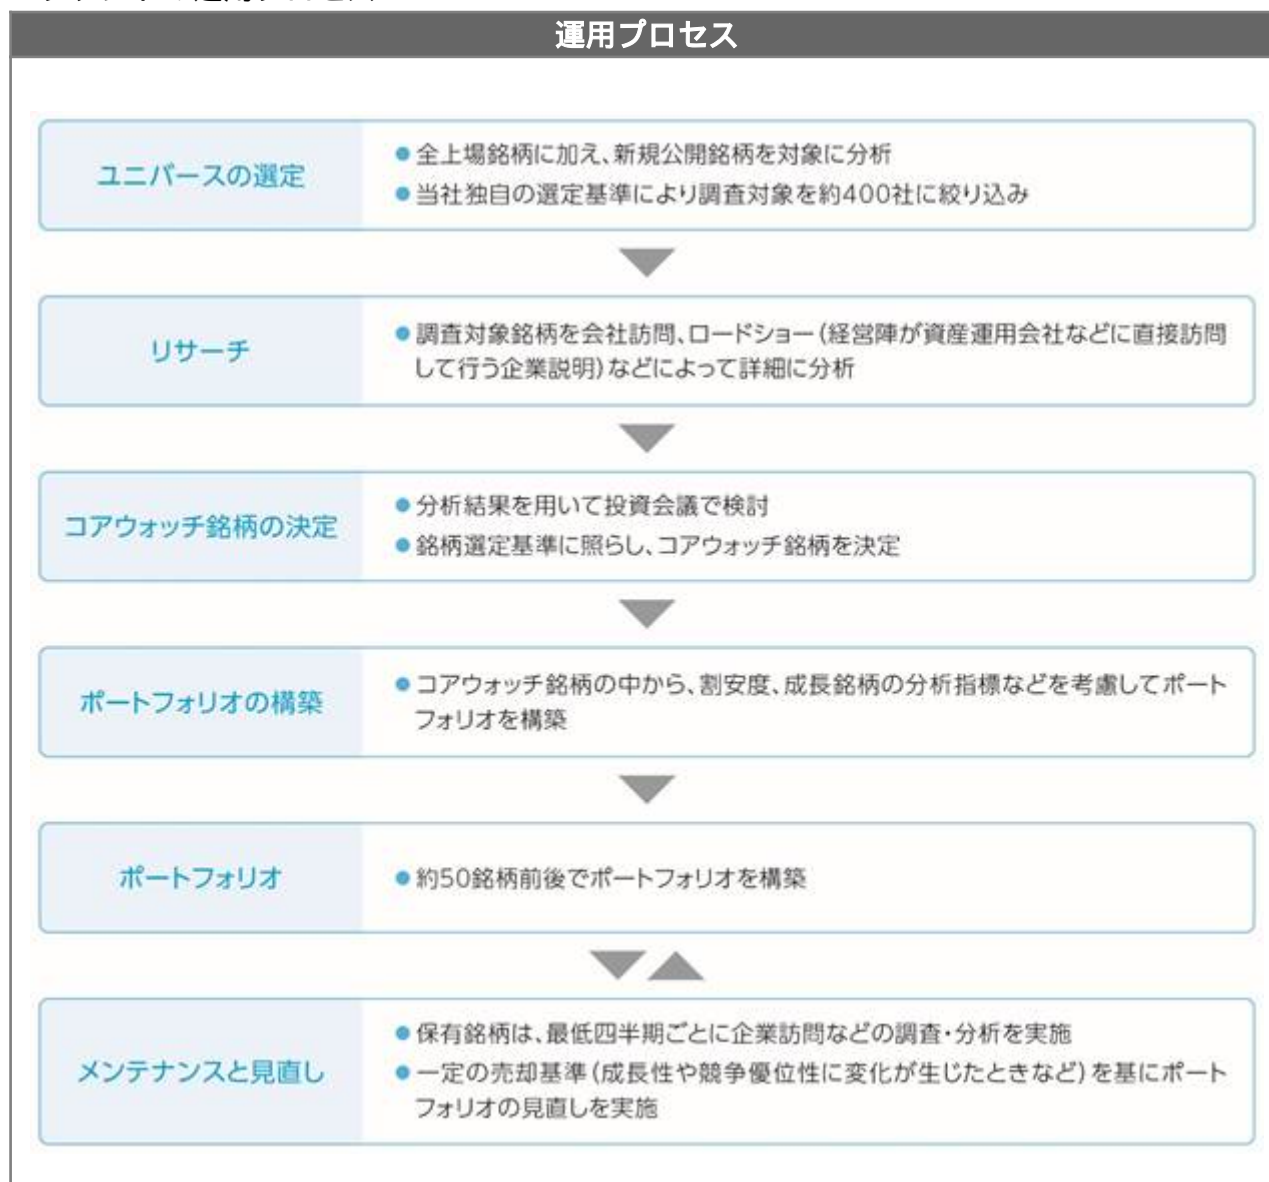 運用プロセス
ユニバースの選定
●全上場銘柄に加え、新規公開銘柄を対象に分析
●当社独自の選定基準により調査対象を約400社に絞り込み
リサーチ
●調査対象銘柄を会社訪問、ロードショー(経営陣が資産運用会社などに直接訪問
して行う企業説明)などによって詳細に分析
コアウォッチ銘柄の決定
●分析結果を用いて投資会議で検討
●銘柄選定基準に照らし、コアウォッチ銘柄を決定
ポートフォリオの構築
●コアウォッチ銘柄の中から、割安度、成長銘柄の分析指標などを考慮してポート
フォリオを構築
ポートフォリオ
●約50銘柄前後でポートフォリオを構築
メンテナンスと見直し
●保有銘柄は、最低四半期ごとに企業訪問などの調査・分析を実施
●一定の売却基準(成長性や競争優位性に変化が生じたときなど)を基にポート
フォリオの見直しを実施